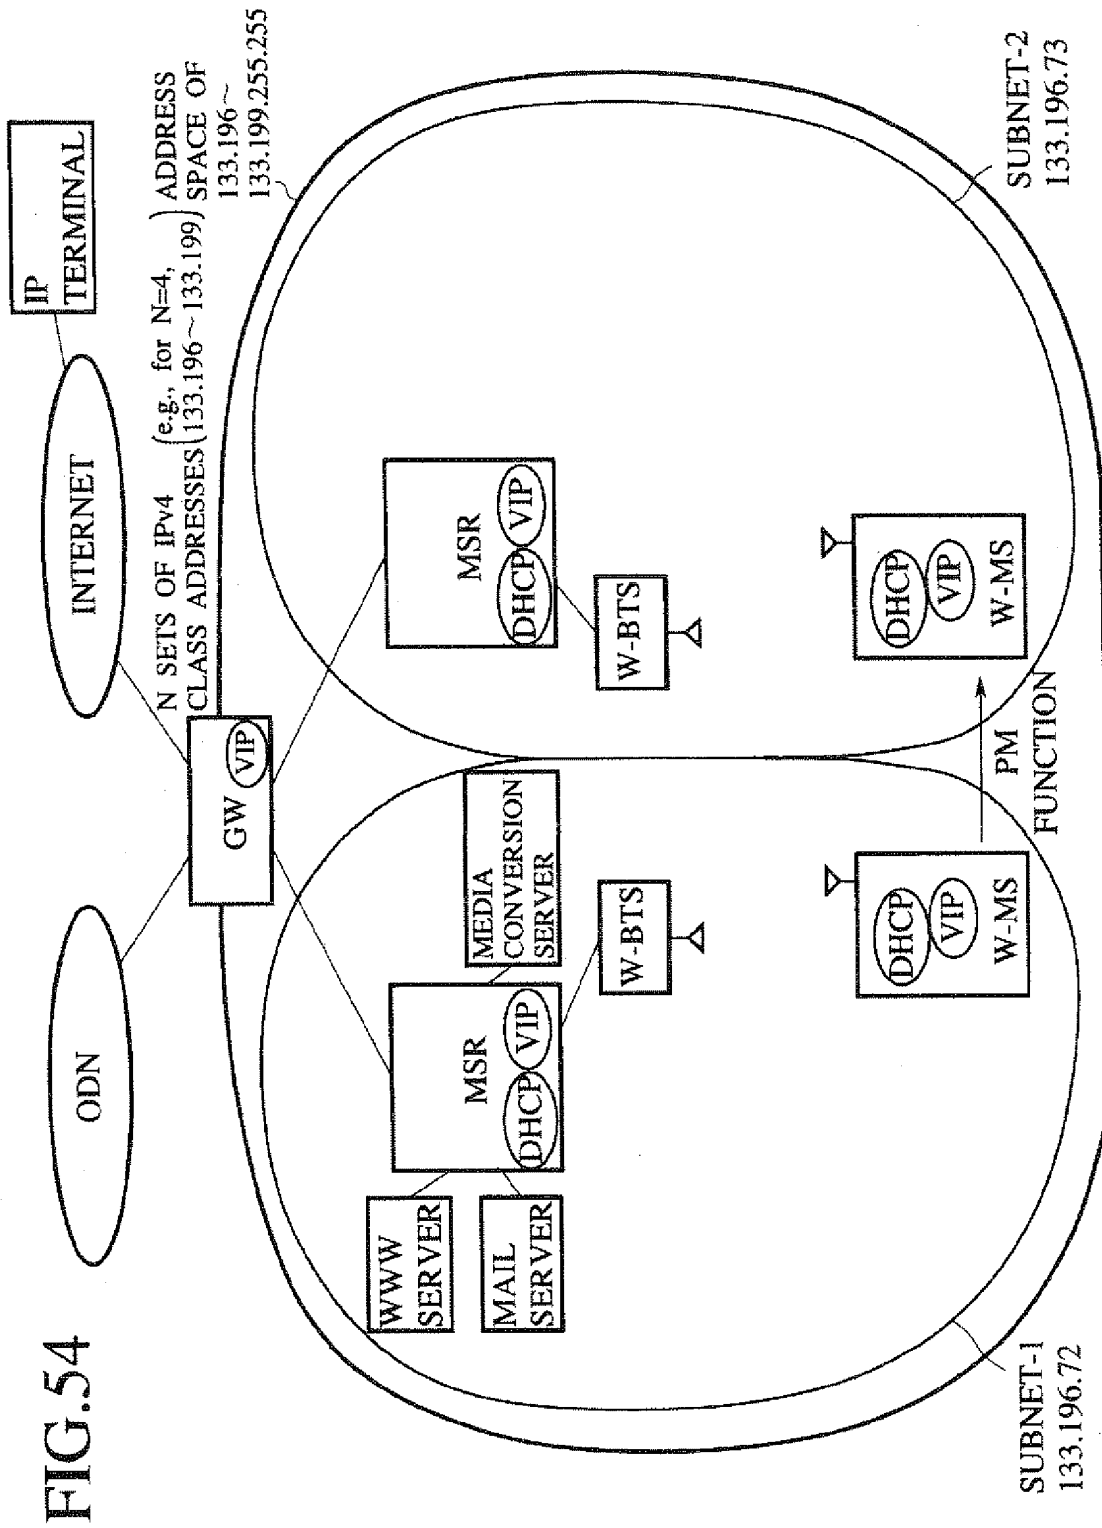 FIG.54
ODN
INTERNET
IP
TERMINAL
GW
VIP
N SETS OF IPv4
CLASS ADDRESSES
(e.g., for N=4,
133.196~133.199)
ADDRESS
SPACE OF
133.196~
133.199.255.255
WWW
SERVER
MAIL
SERVER
MSR
DHCP
VIP
MEDIA
CONVERSION
SERVER
W-BTS
MSR
DHCP
VIP
W-BTS
DHCP
VIP
W-MS
PM
FUNCTION
DHCP
VIP
W-MS
SUBNET-1
133.196.72
SUBNET-2
133.196.73